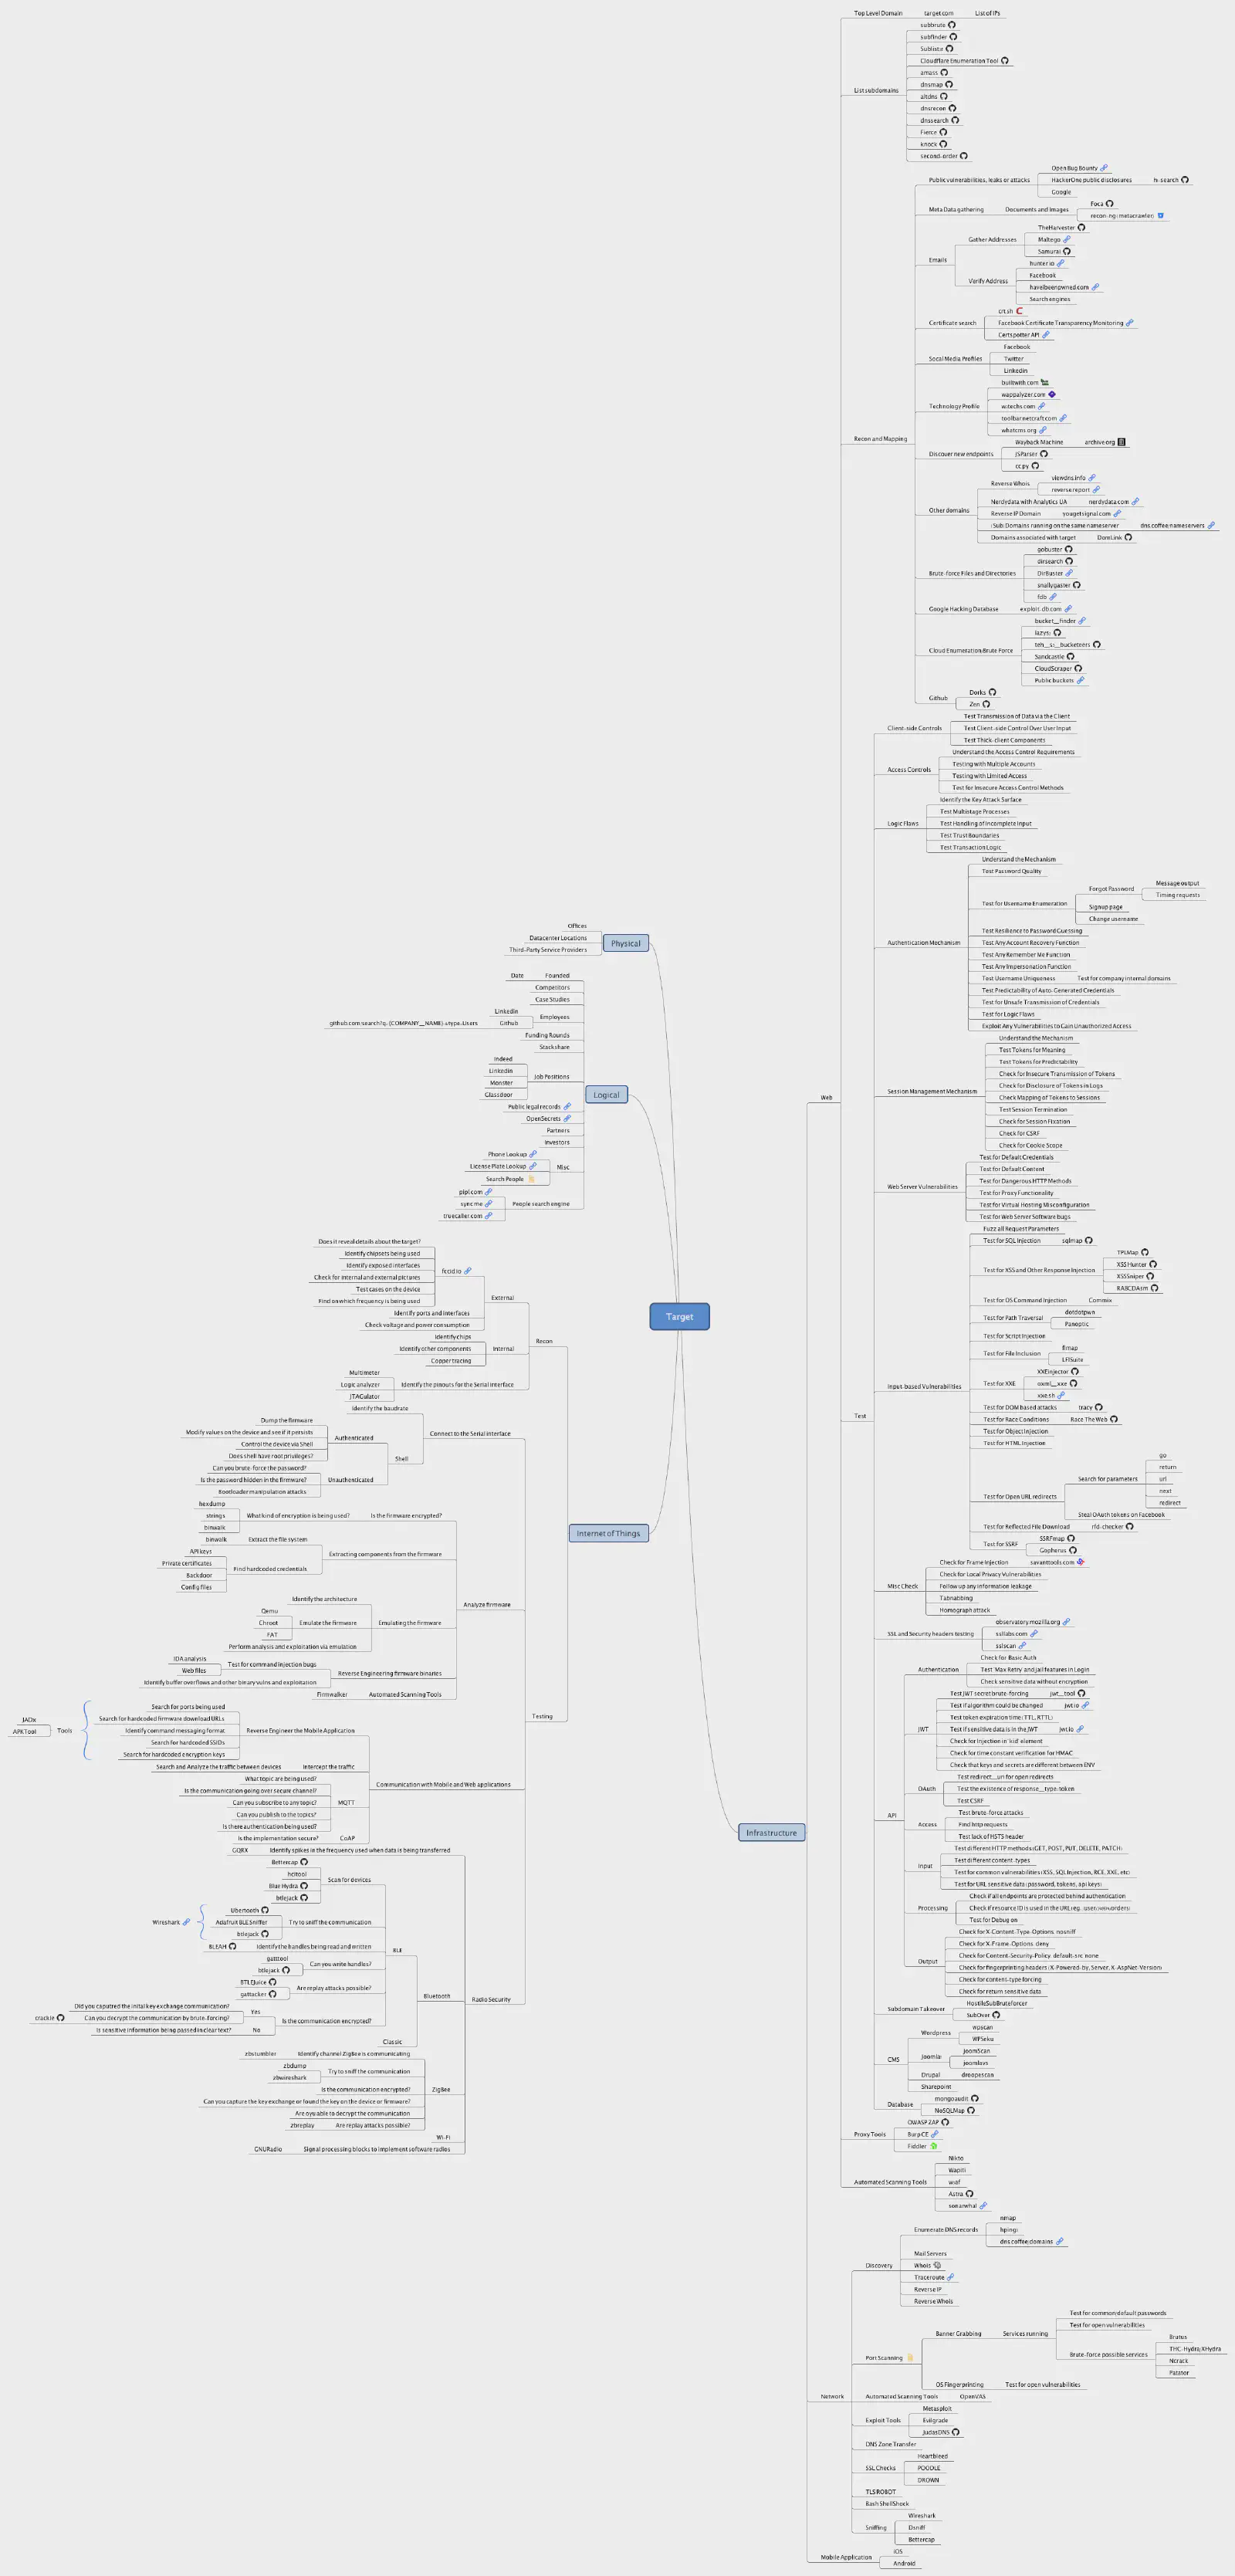 Target
Physical
Offices
Datacenter Locations
Third-Party Service Providers
Logical
Date
Founded
Competitors
Case Studies
LinkedIn
Employees
Github
Funding Rounds
Stackshare
Indeed
LinkedIn
Job Positions
Monster
Glassdoor
Public legal records
OpenSecrets
Partners
Investors
Phone Lookup
License Plate Lookup
Misc
Search People
pipl.com
sync.me
People search engine
truecaller.com
Internet of Things
Recon
External
fccid.io
Does it reveal details about the target?
Identify chipsets being used
Identify exposed interfaces
Check for internal and external pictures
Test cases on the device
Find on which frequency is being used
Identify ports and interfaces
Check voltage and power consumption
Internal
Identify chips
Identify other components
Copper tracing
Identify the pinouts for the Serial interface
Multimeter
Logic analyzer
JTAGulator
Testing
Connect to the Serial interface
Identify the baudrate
Shell
Authenticated
Dump the firmware
Modify values on the device and see if it persists
Control the device via Shell
Does shell have root privileges?
Unauthenticated
Can you brute-force the password?
Is the password hidden in the firmware?
Bootloader manipulation attacks
Analyze firmware
Is the firmware encrypted?
What kind of encryption is being used?
hexdump
strings
binwalk
Extracting components from the firmware
Extract the file system
binwalk
Find hardcoded credentials
API keys
Private certificates
Backdoor
Config files
Emulating the firmware
Identify the architecture
Emulate the firmware
Qemu
Chroot
FAT
Perform analysis and exploitation via emulation
Reverse Engineering firmware binaries
Test for command injection bugs
IDA analysis
Web files
Identify buffer overflows and other binary vulns and exploitation
Automated Scanning Tools
Firmwalker
Communication with Mobile and Web applications
Reverse Engineer the Mobile Application
Search for ports being used
Search for hardcoded firmware download URLs
Identify command messaging format
Search for hardcoded SSIDs
Search for hardcoded encryption keys
Tools
JADx
APKTool
Intercept the traffic
Search and Analyze the traffic between devices
MQTT
What topic are being used?
Is the communication going over secure channel?
Can you subscribe to any topic?
Can you publish to the topics?
Is there authentication being used?
CoAP
Is the implementation secure?
Radio Security
Identify spikes in the frequency used when data is being transferred
GQRX
Bluetooth
BLE
Scan for devices
Bettercap
hcitool
Blue Hydra
btlejack
Try to sniff the communication
Ubertooth
Adafruit BLE Sniffer
btlejack
Wireshark
Identify the handles being read and written
BLEAH
Can you write handles?
gatttool
btlejack
Are replay attacks possible?
BTLEJuice
gattacker
Is the communication encrypted?
Yes
Did you caputred the inital key exchange communication?
Can you decrypt the communication by brute-forcing?
crackle
No
Is sensitive information being passed in clear text?
Classic
ZigBee
Identify channel ZigBee is communicating
zbstumbler
Try to sniff the communication
zbdump
zbwireshark
Is the communication encrypted?
Can you capture the key exchange or found the key on the device or firmware?
Are oyu able to decrypt the communication
Are replay attacks possible?
zbreplay
Wi-Fi
Signal processing blocks to implement software radios
GNURadio
Infrastructure
Web
Top Level Domain
target.com
List of IPs
List subdomains
subbrute
subfinder
Sublist3r
Cloudflare Enumeration Tool
amass
dnsmap
altdns
dnsrecon
dnssearch
Fierce
knock
second-order
Recon and Mapping
Public vulnerabilities, leaks or attacks
Open Bug Bounty
HackerOne public disclosures
h1-search
Google
Meta Data gathering
Documents and Images
Foca
recon-ng (metacrawler)
Emails
Gather Addresses
TheHarvester
Maltego
Samurai
Verify Address
hunter.io
Facebook
haveibeenpwned.com
Search engines
Certificate search
crt.sh
Facebook Certificate Transparency Monitoring
Certspotter API
Social Media Profiles
Facebook
Twitter
Linkedin
Technology Profile
builtwith.com
wappalyzer.com
w3techs.com
toolbar.netcraft.com
whatcms.org
Discover new endpoints
Wayback Machine
archive.org
JSParser
cc.py
Other domains
Reverse Whois
viewdns.info
reverse.report
Nerdydata with Analytics UA
nerdydata.com
Reverse IP Domain
yougetsignal.com
(Sub)Domains running on the same nameserver
dns.coffee/nameservers
Domains associated with target
DomLink
Brute-force Files and Directories
gobuster
dirsearch
DirBuster
snallygaster
fdb
Google Hacking Database
exploit-db.com
Cloud Enumeration/Brute Force
bucket_finder
lazys3
teh_s3_bucketeers
Sandcastle
CloudScraper
Public buckets
Github
Dorks
Zen
Test
Client-side Controls
Test Transmission of Data via the Client
Test Client-side Control Over User Input
Test Thick-client Components
Access Controls
Understand the Access Control Requirements
Testing with Multiple Accounts
Testing with Limited Access
Test for Insecure Access Control Methods
Logic Flaws
Identify the Key Attack Surface
Test Multistage Processes
Test Handling of Incomplete Input
Test Trust Boundaries
Test Transaction Logic
Authentication Mechanism
Understand the Mechanism
Test Password Quality
Test for Username Enumeration
Forgot Password
Message output
Timing requests
Signup page
Change username
Test Resilience to Password Guessing
Test Any Account Recovery Function
Test Any Remember Me Function
Test Any Impersonation Function
Test Username Uniqueness
Test for company internal domains
Test Predictability of Auto-Generated Credentials
Test for Unsafe Transmission of Credentials
Test for Logic Flaws
Exploit Any Vulnerabilities to Gain Unauthorized Access
Session Management Mechanism
Understand the Mechanism
Test Tokens for Meaning
Test Tokens for Predictability
Check for Insecure Transmission of Tokens
Check for Disclosure of Tokens in Logs
Check Mapping of Tokens to Sessions
Test Session Termination
Check for Session Fixation
Check for CSRF
Check for Cookie Scope
Web Server Vulnerabilities
Test for Default Credentials
Test for Default Content
Test for Dangerous HTTP Methods
Test for Proxy Functionality
Test for Virtual Hosting Misconfiguration
Test for Web Server Software Bugs
Input-based Vulnerabilities
Fuzz all Request Parameters
Test for SQL Injection
sqlmap
Test for XSS and Other Response Injection
TPLMap
XSS Hunter
XSSSniper
RABCDAsm
Test for OS Command Injection
Commix
Test for Path Traversal
dotdotpwn
Panoptic
Test for Script Injection
Test for File Inclusion
fimap
LFISuite
Test for XXE
XXEinjector
oxml_xxe
xxe.sh
Test for DOM based attacks
tracy
Test for Race Conditions
Race The Web
Test for Object Injection
Test for HTML Injection
Test for Open URL redirects
Search for parameters
go
return
url
next
redirect
Steal OAuth tokens on Facebook
Test for Reflected File Download
rfd-checker
Test for SSRF
SSRFmap
Gopherus
Misc Check
Check for Frame Injection
savanttools.com
Check for Local Privacy Vulnerabilities
Follow up any information leakage
Tabnabbing
Homograph attack
SSL and Security headers testing
observatory.mozilla.org
ssllabs.com
sslscan
API
Authentication
Check for Basic Auth
Test 'Max Retry' and jail features in Login
Check sensitive data without encryption
JWT
Test JWT secret brute-forcing
jwt_tool
Test if algorithm could be changed
jwt.io
Test token expiration time (TTL, RTTL)
Test if sensitive data is in the JWT
jwt.io
Check for Injection in 'kid' element
Check for time constant verification for HMAC
Check that keys and secrets are different between ENV
OAuth
Test redirect_uri for open redirects
Test the existence of response_type=token
Test CSRF
Access
Test brute-force attacks
Find http requests
Test lack of HSTS header
Input
Test different HTTP methods (GET, POST, PUT, DELETE, PATCH)
Test different content-types
Test for common vulnerabilities (XSS, SQL Injection, RCE, XXE, etc)
Test for URL sensitive data (password, tokens, api keys)
Processing
Check if all endpoints are protected behind authentication
Test for Debug on
Output
Check for X-Content-Type-Options: nosniff
Check for X-Frame-Options: deny
Check for Content-Security-Policy: default-src none
Check for fingerprinting headers (X-Powered-by, Server, X-AspNet-Version)
Check for content-type forcing
Check for return sensitive data
Subdomain Takeover
HostileSubBruteforcer
SubOver
CMS
Wordpress
wpscan
WPSeku
Joomla!
joomScan
joomlavs
Drupal
droopescan
Sharepoint
Database
mongoaudit
NoSQLMap
Proxy Tools
OWASP ZAP
Burp CE
Fiddler
Automated Scanning Tools
Nikto
Wapiti
w3af
Astra
sonarwhal
Network
Discovery
Enumerate DNS records
nmap
hping3
dns.coffee/domains
Mail Servers
Whois
Traceroute
Reverse IP
Reverse Whois
Port Scanning
Banner Grabbing
Services running
Test for common/default passwords
Test for open vulnerabilities
Brute-force possible services
Brutus
THC-Hydra/XHydra
Ncrack
Patator
OS Fingerprinting
Test for open vulnerabilities
Automated Scanning Tools
OpenVAS
Exploit Tools
Metasploit
Evilgrade
JudasDNS
DNS Zone Transfer
SSL Checks
Heartbleed
POODLE
DROWN
TLS ROBOT
Bash ShellShock
Sniffing
Wireshark
Dsniff
Bettercap
Mobile Application
iOS
Android